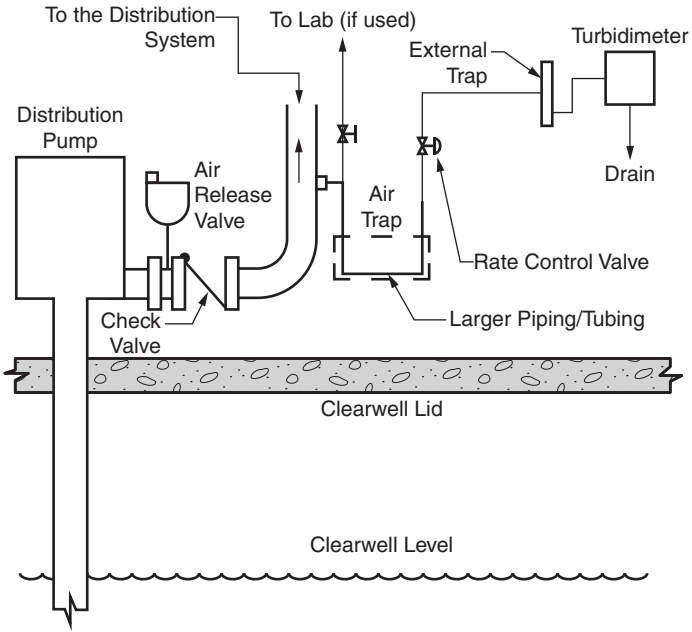 To the Distribution
System
To Lab (if used)
External
Trap
Turbidimeter
Distribution
Pump
Air
Release
Valve
Air
Trap
Drain
Rate Control Valve
Check
Valve
Larger Piping/Tubing
Clearwell Lid
Clearwell Level